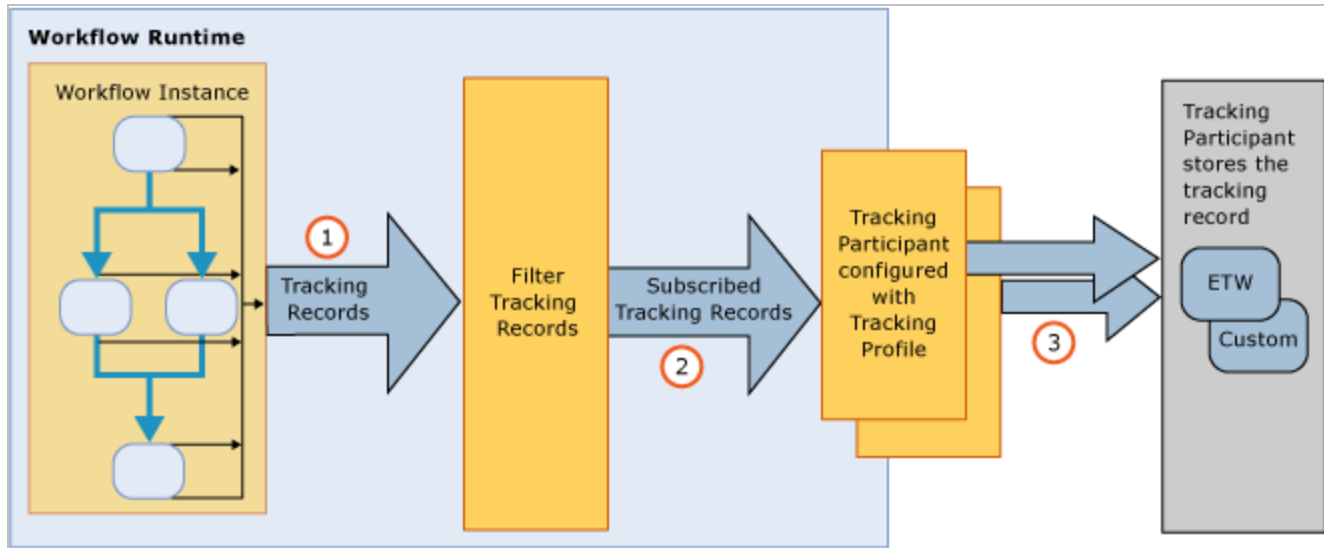 Workflow Runtime
Workflow Instance
1
Tracking
Records
Filter
Tracking
Records
Subscribed
Tracking Records
2
Tracking
Participant
configured
with
Tracking
Profile
3
Tracking
Participant
stores the
tracking
record
ETW
Custom